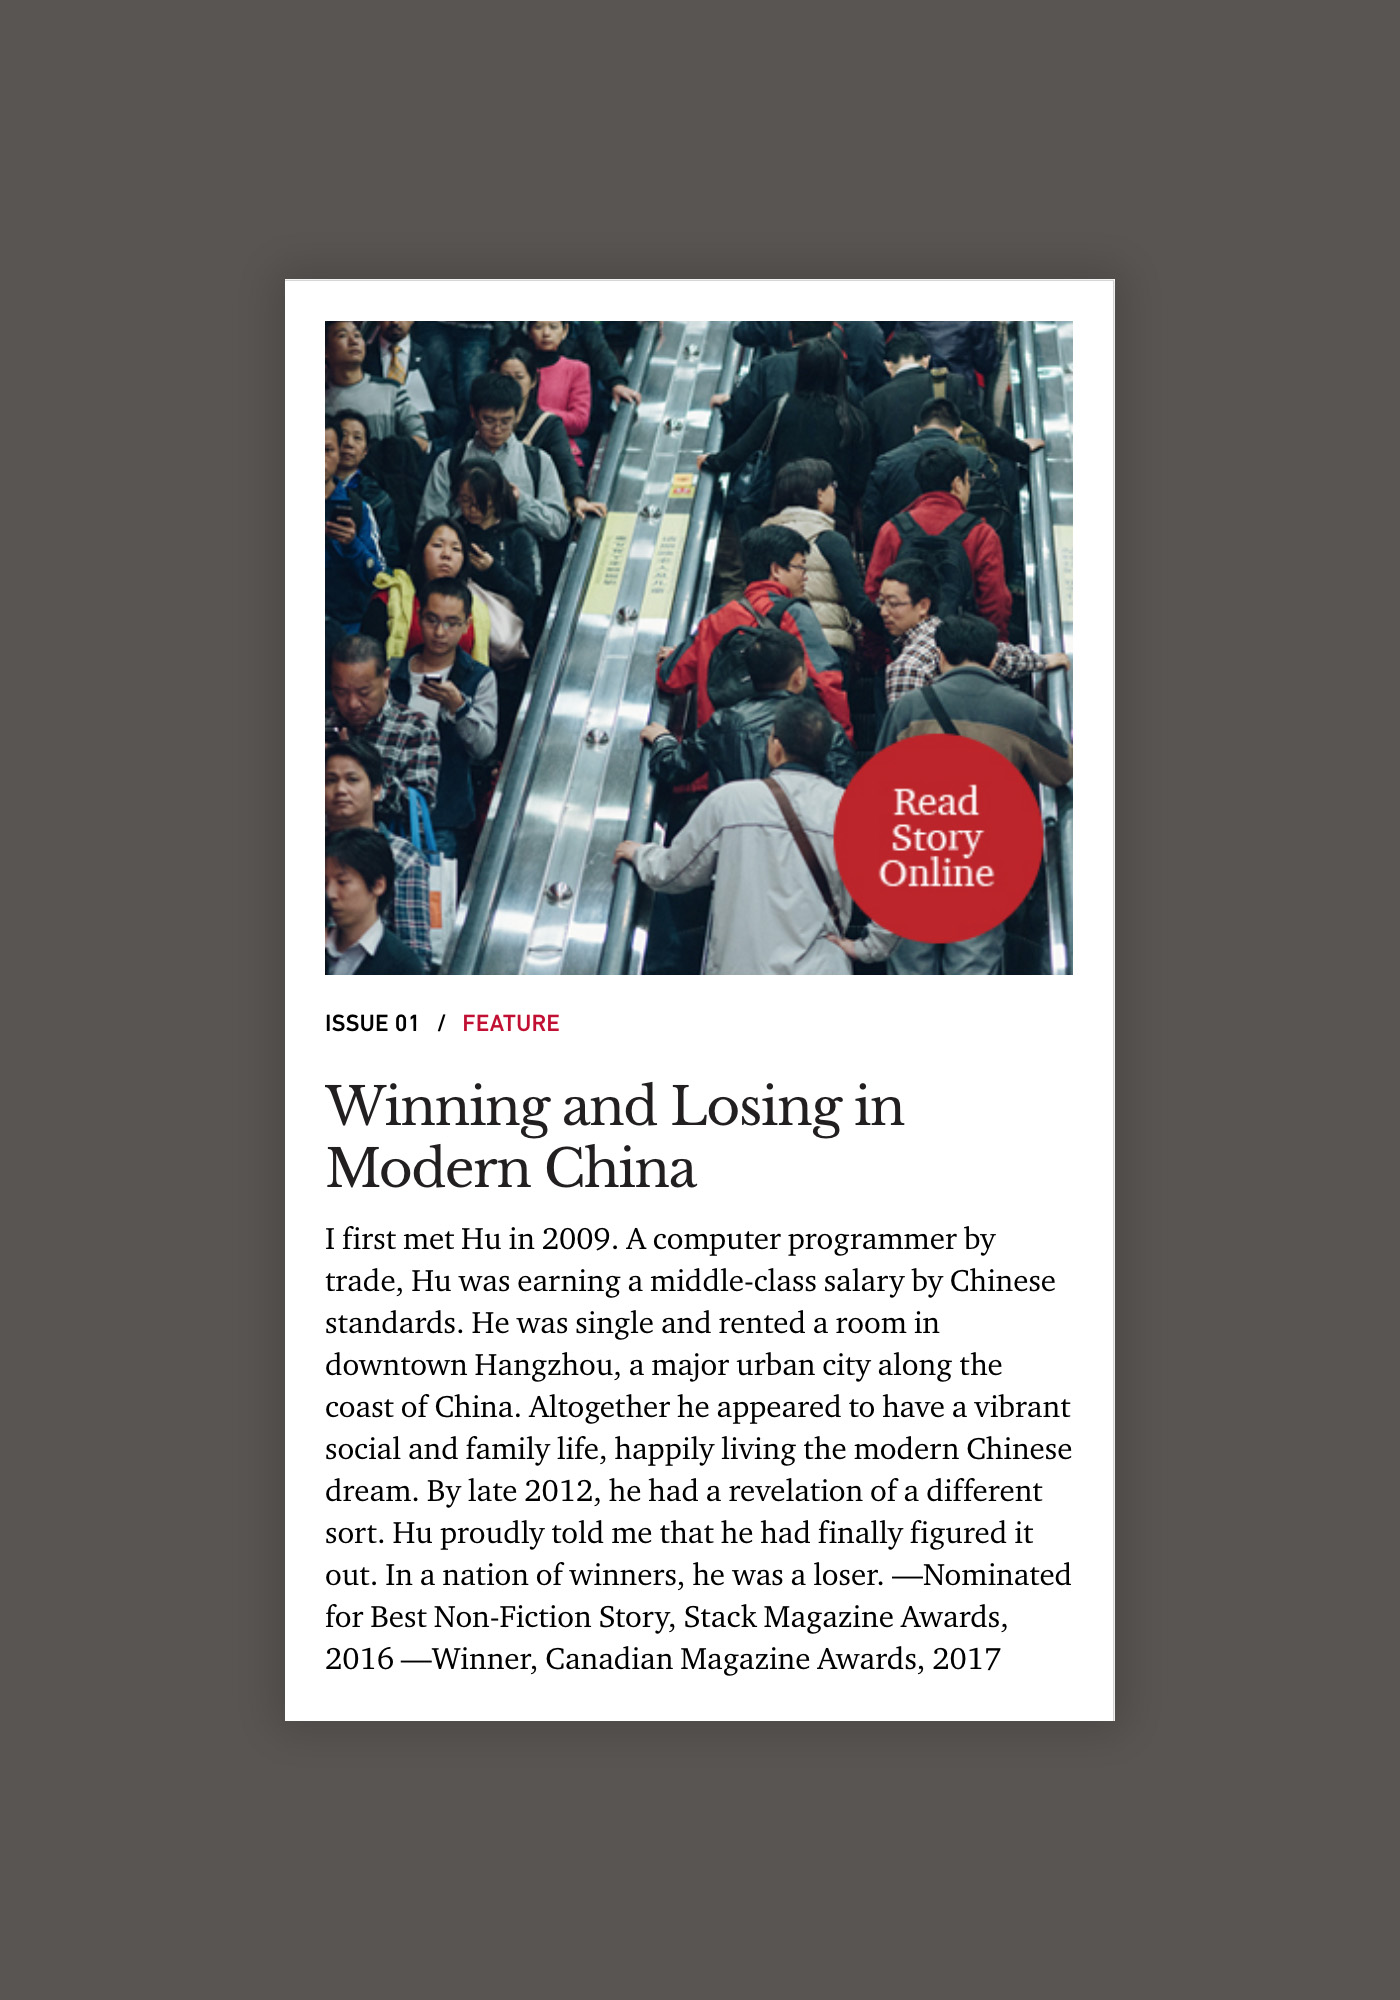 Read
Story
Online
ISSUE 01 / FEATURE
Winning and Losing in
Modern China
I first met Hu in 2009. A computer programmer by
trade, Hu was earning a middle-class salary by Chinese
standards. He was single and rented a room in
downtown Hangzhou, a major urban city along the
coast of China. Altogether he appeared to have a vibrant
social and family life, happily living the modern Chinese
dream. By late 2012, he had a revelation of a different
sort. Hu proudly told me that he had finally figured it
out. In a nation of winners, he was a loser. —Nominated
for Best Non-Fiction Story, Stack Magazine Awards,
2016 —Winner, Canadian Magazine Awards, 2017